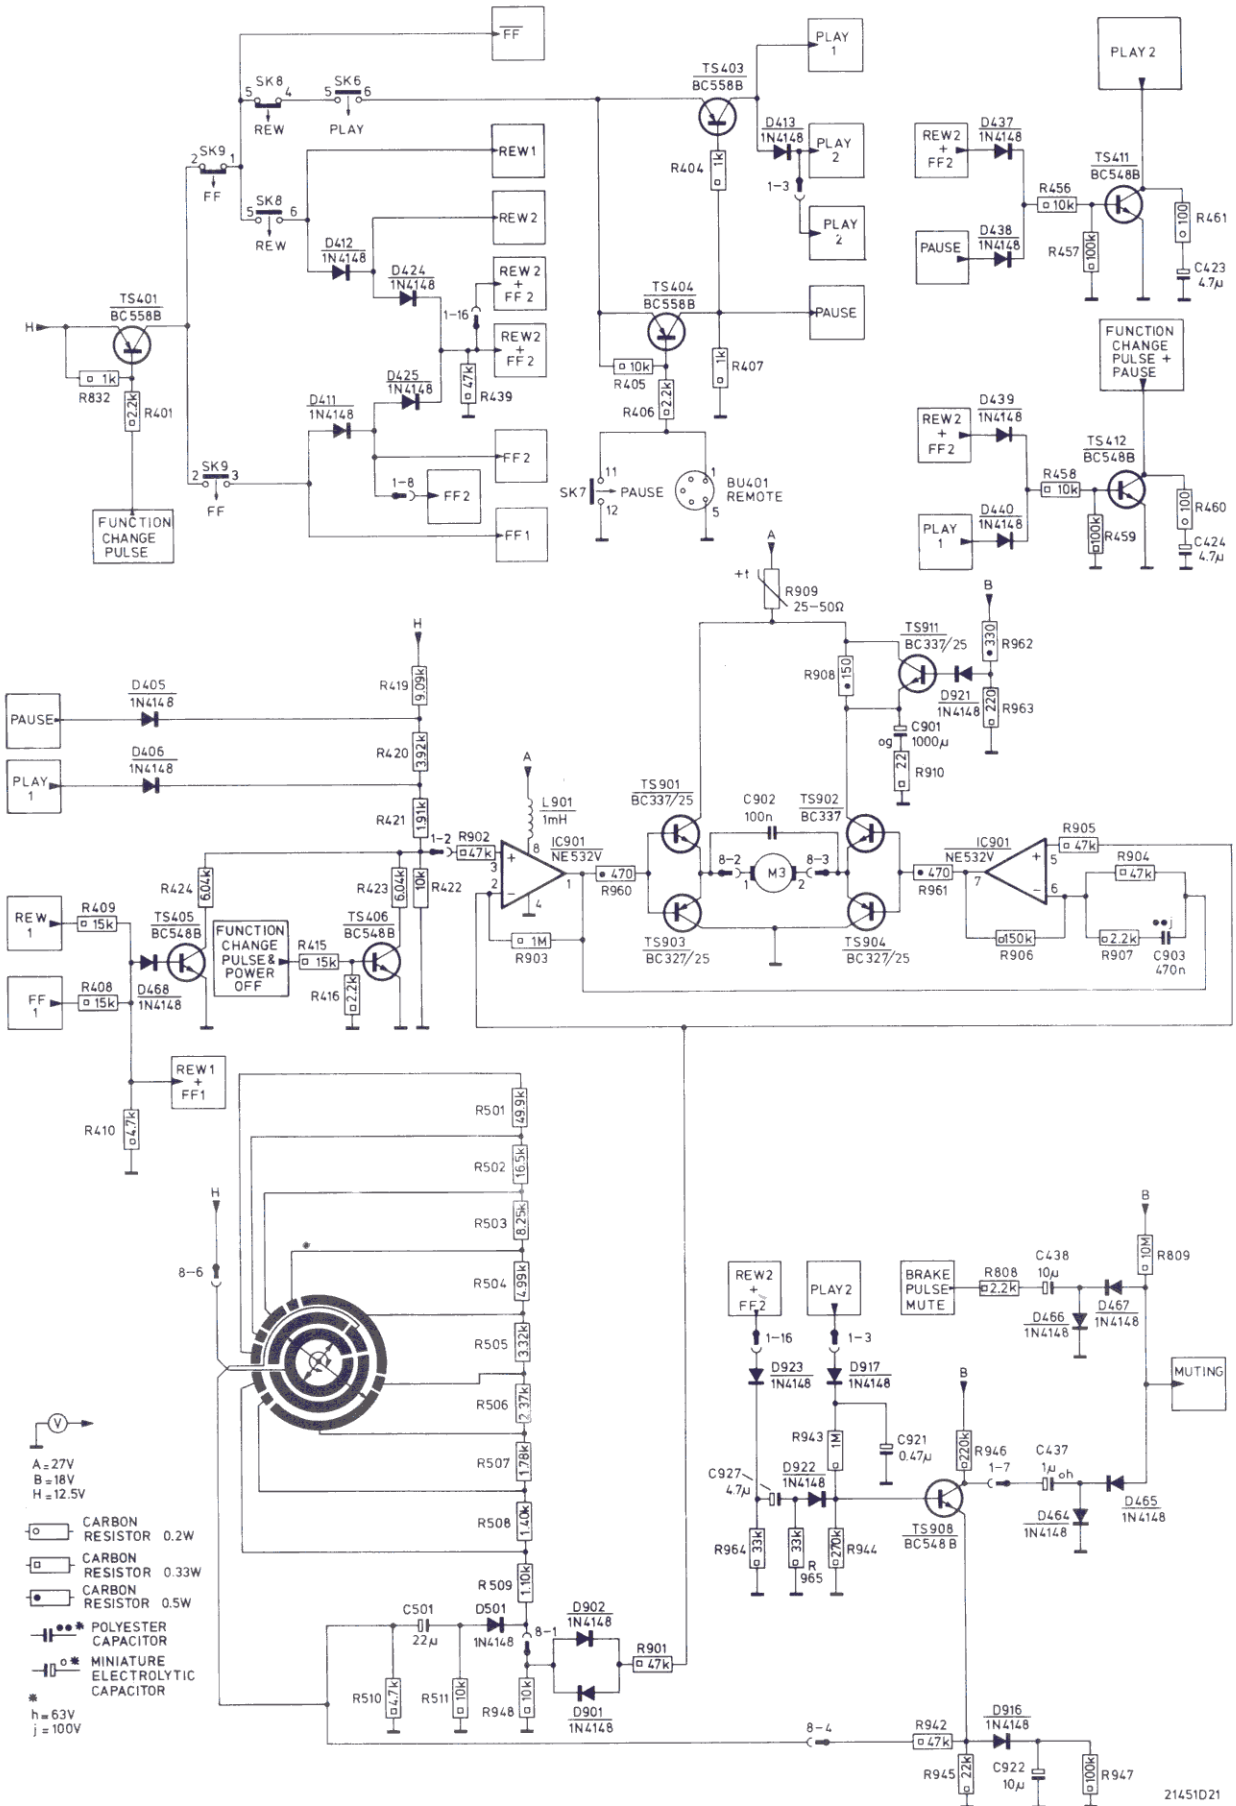 FF
PLAY
1
SK8
5 4
REW
SK6
5 6
PLAY
TS403
BC558B
D413
1N4148
PLAY
2
1-3
PLAY
2
R404
1k
SK9
2 1
FF
SK8
5 6
REW
REW1
REW2
D412
1N4148
D424
1N4148
REW2
+
FF2
1-16
REW2
+
FF2
H
TS401
BC558B
1k
R832
2.2k
R401
D425
1N4148
D411
1N4148
47k
R439
SK9
2 3
FF
1-8
FF2
FF2
FF1
FUNCTION
CHANGE
PULSE
TS404
BC558B
PAUSE
10k
R405
2.2k
R406
1k
R407
SK7
11
PAUSE
12
1
5
BU401
REMOTE
PLAY 2
REW2
+
FF2
D437
1N4148
PAUSE
D438
1N4148
R456
10k
R457
100k
TS411
BC548B
100
R461
C423
4.7µ
FUNCTION
CHANGE
PULSE +
PAUSE
REW2
+
FF2
D439
1N4148
PLAY
1
D440
1N4148
R458
10k
100k
R459
TS412
BC548B
100
R460
C424
4.7µ
A
+t
R909
25-50Ω
H
R419
9.09k
PAUSE
D405
1N4148
R420
3.92k
PLAY
1
D406
1N4148
R421
1.91k
A
L901
1mH
1-2
R902
47k
IC901
NE532V
3
2
8
4
1
+
−
1M
R903
470
R960
TS901
BC337/25
TS903
BC327/25
C902
100n
8-2
1
M3
2
8-3
TS902
BC337
TS904
BC327/25
R908
150
TS911
BC337/25
D921
1N4148
B
330
R962
220
R963
C901
1000µ
og
22
R910
470
R961
IC901
NE532V
7
5
6
+
−
R905
47k
R904
47k
150k
R906
2.2k
R907
j
C903
470n
R424
6.04k
R423
6.04k
10k
R422
REW
1
R409
15k
TS405
BC548B
FF
1
R408
15k
D468
1N4148
FUNCTION
CHANGE
PULSE &
POWER
OFF
R415
15k
R416
2.2k
TS406
BC548B
REW1
+
FF1
R410
4.7k
H
8-6
*
R501
49.9k
R502
16.5k
R503
8.25k
R504
4.99k
R505
3.32k
R506
2.37k
R507
1.78k
R508
1.40k
R509
1.10k
C501
22µ
D501
1N4148
8-1
D902
1N4148
D901
1N4148
R901
47k
R510
4.7k
R511
10k
R948
10k
V
A = 27V
B = 18V
H = 12.5V
CARBON
RESISTOR 0.2W
CARBON
RESISTOR 0.33W
CARBON
RESISTOR 0.5W
* POLYESTER
CAPACITOR
* MINIATURE
ELECTROLYTIC
CAPACITOR
*
h = 63V
j = 100V
REW2
+
FF2
PLAY2
1-16
1-3
D923
1N4148
D917
1N4148
R943
1M
C921
0.47µ
C927
4.7µ
D922
1N4148
R964
33k
33k
R
965
270k
R944
TS908
BC548B
B
220k
R946
1-7
C437
1µ
oh
D464
1N4148
D465
1N4148
BRAKE
PULSE
MUTE
R808
2.2k
C438
10µ
D466
1N4148
D467
1N4148
B
10M
R809
MUTING
8-4
R942
47k
D916
1N4148
R945
22k
C922
10µ
100k
R947
21451D21